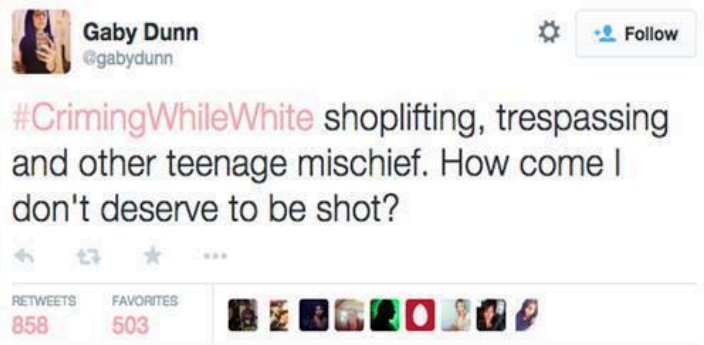 Gaby Dunn
@gabydunn
Follow
#CrimingWhileWhite shoplifting, trespassing
and other teenage mischief. How come I
don't deserve to be shot?
RETWEETS FAVORITES
858 503